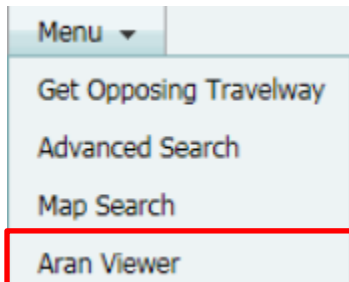 Menu
Get Opposing Travelway
Advanced Search
Map Search
Aran Viewer